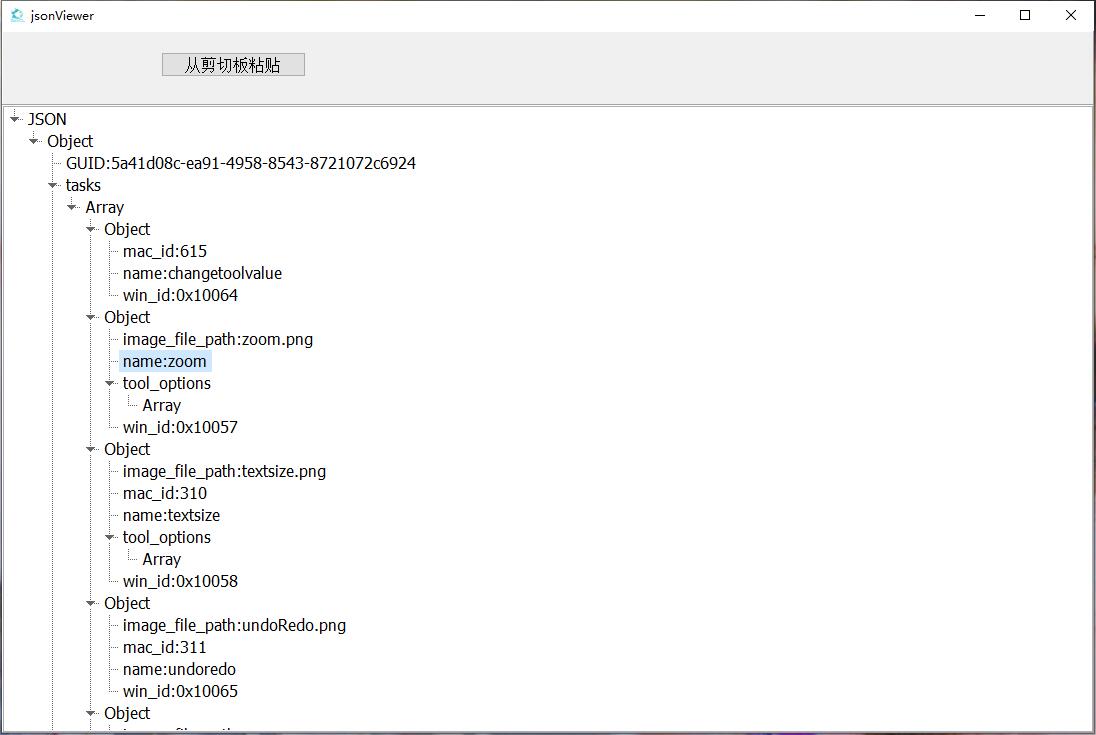 jsonViewer
从剪切板粘贴
JSON
Object
GUID:5a41d08c-ea91-4958-8543-8721072c6924
tasks
Array
Object
mac_id:615
name:changetoolvalue
win_id:0x10064
Object
image_file_path:zoom.png
name:zoom
tool_options
Array
win_id:0x10057
Object
image_file_path:textsize.png
mac_id:310
name:textsize
tool_options
Array
win_id:0x10058
Object
image_file_path:undoRedo.png
mac_id:311
name:undoredo
win_id:0x10065
Object